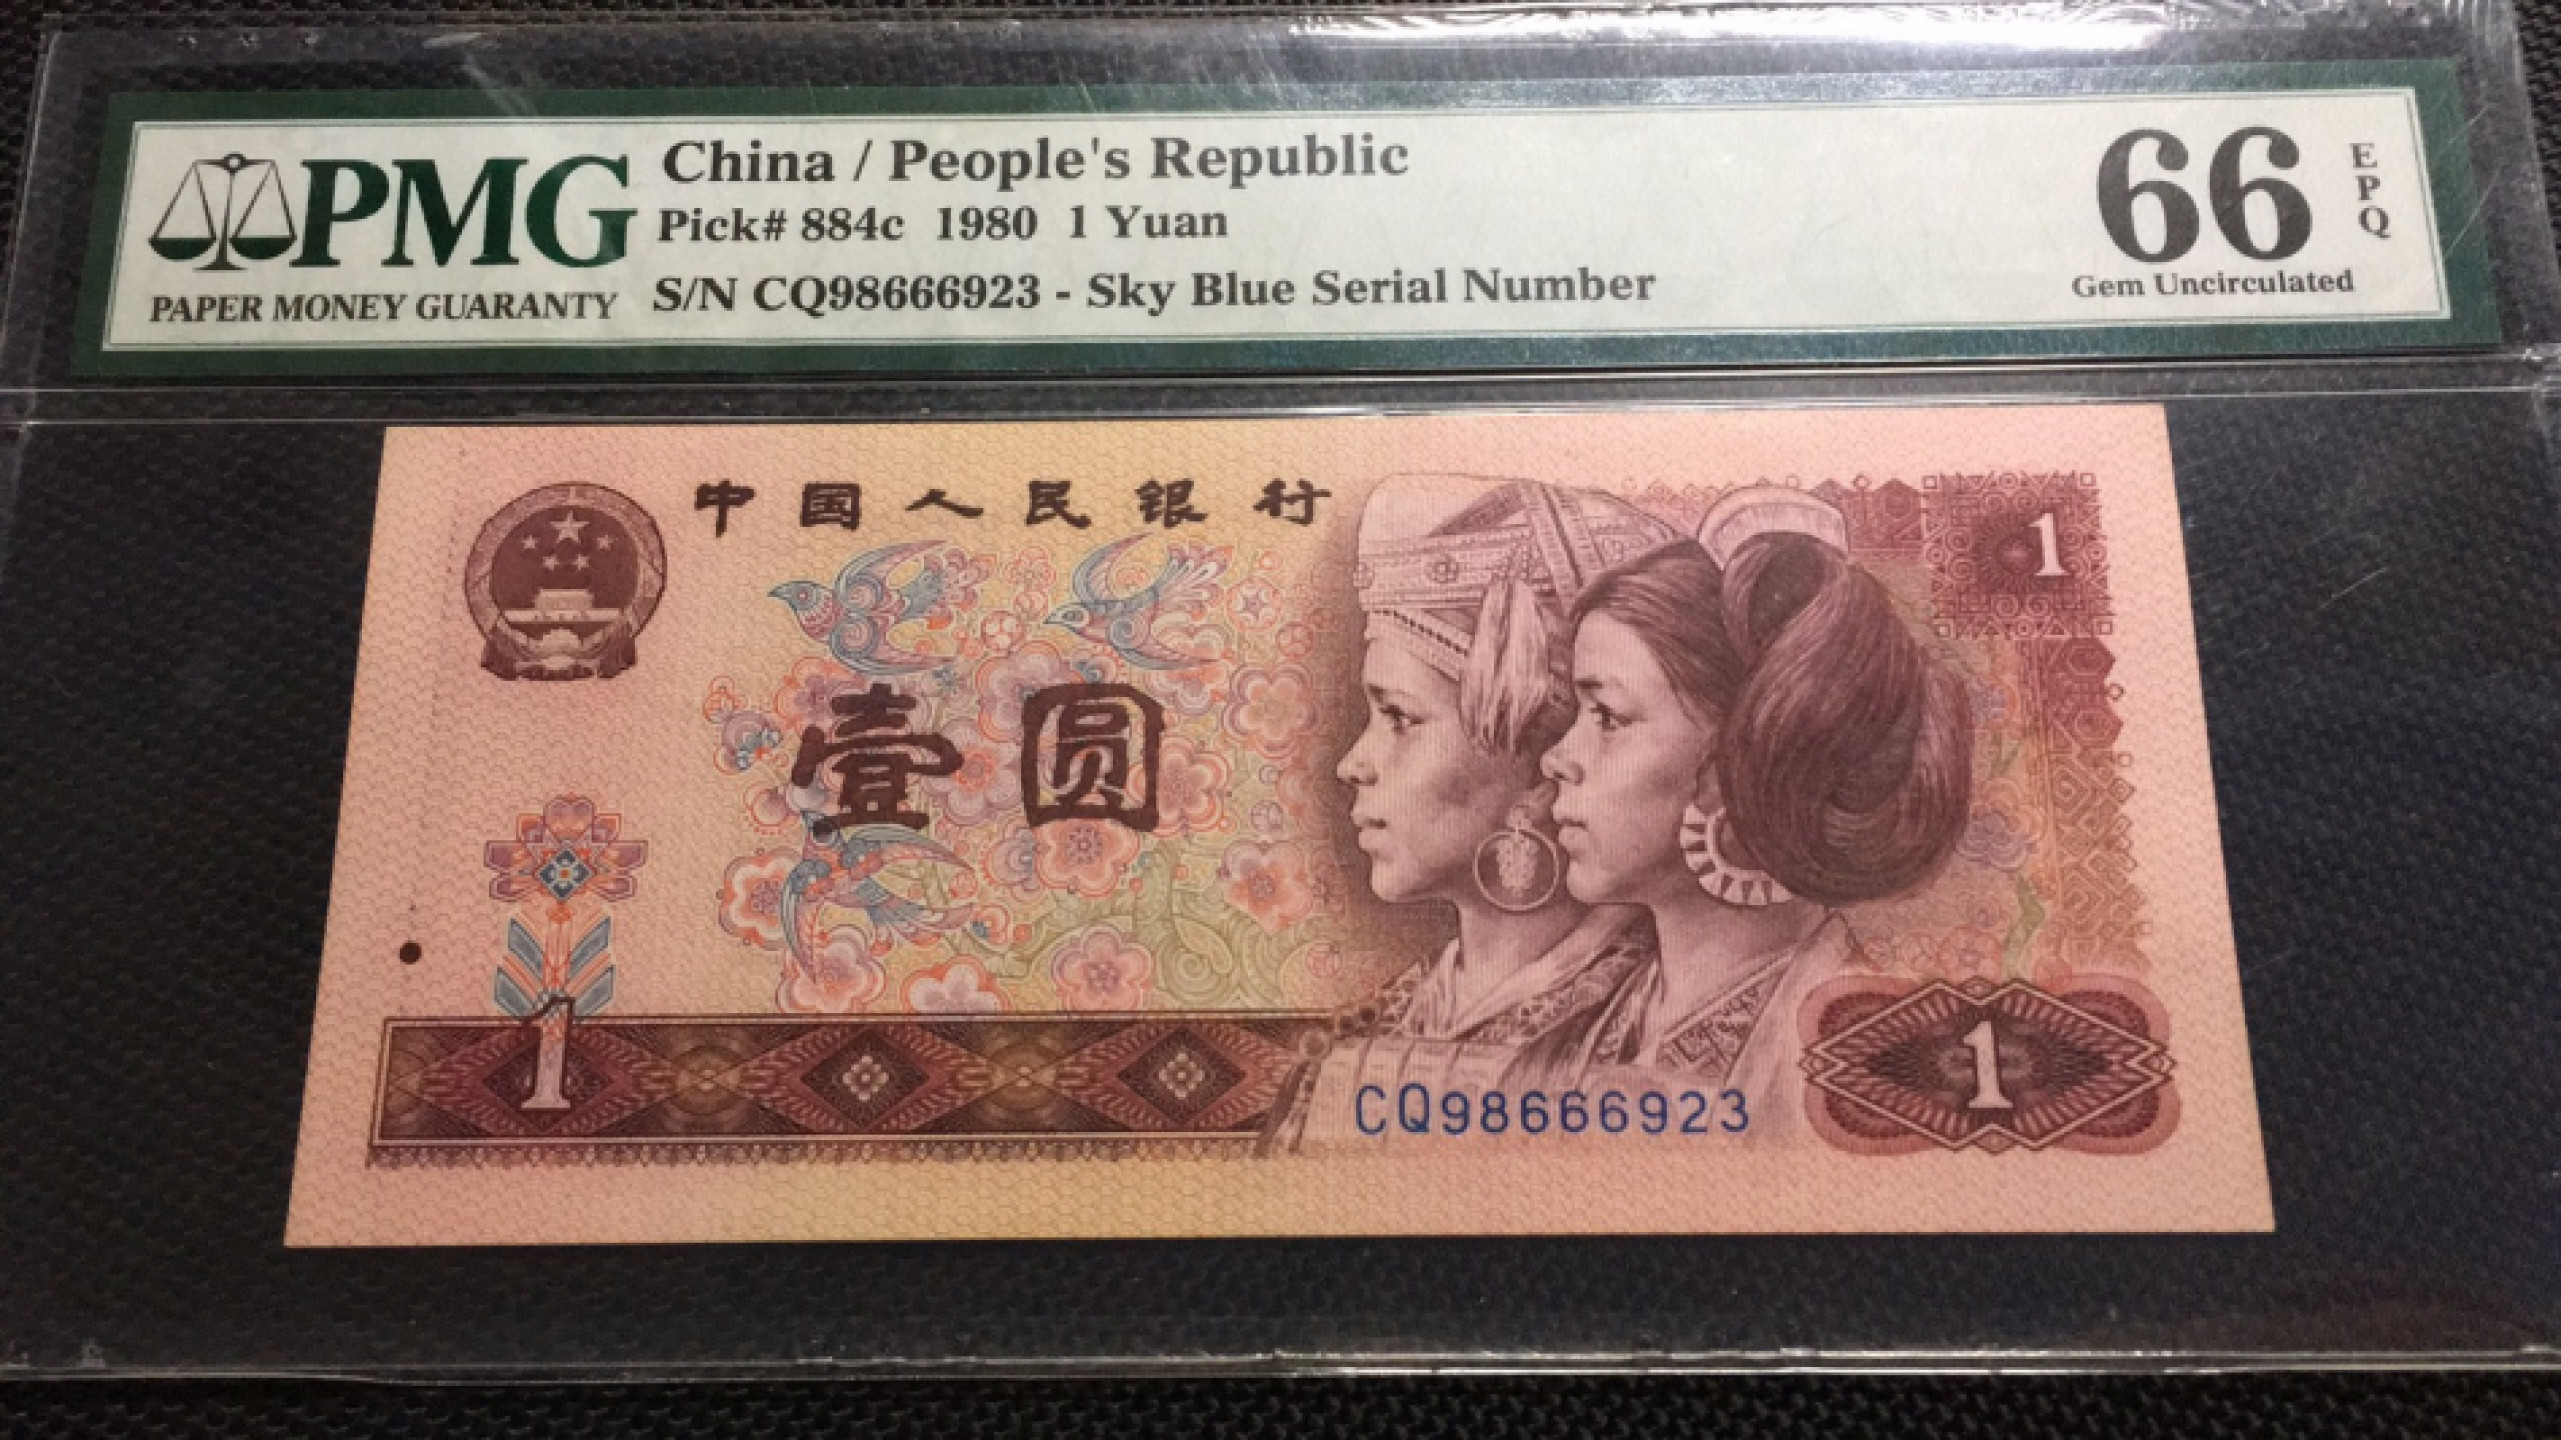 PMG
PAPER MONEY GUARANTY
China / People's Republic
Pick# 884c 1980 1 Yuan
S/N CQ98666923 - Sky Blue Serial Number
66
EPQ
Gem Uncirculated
中国人民银行
1
壹圆
1
CQ98666923
1